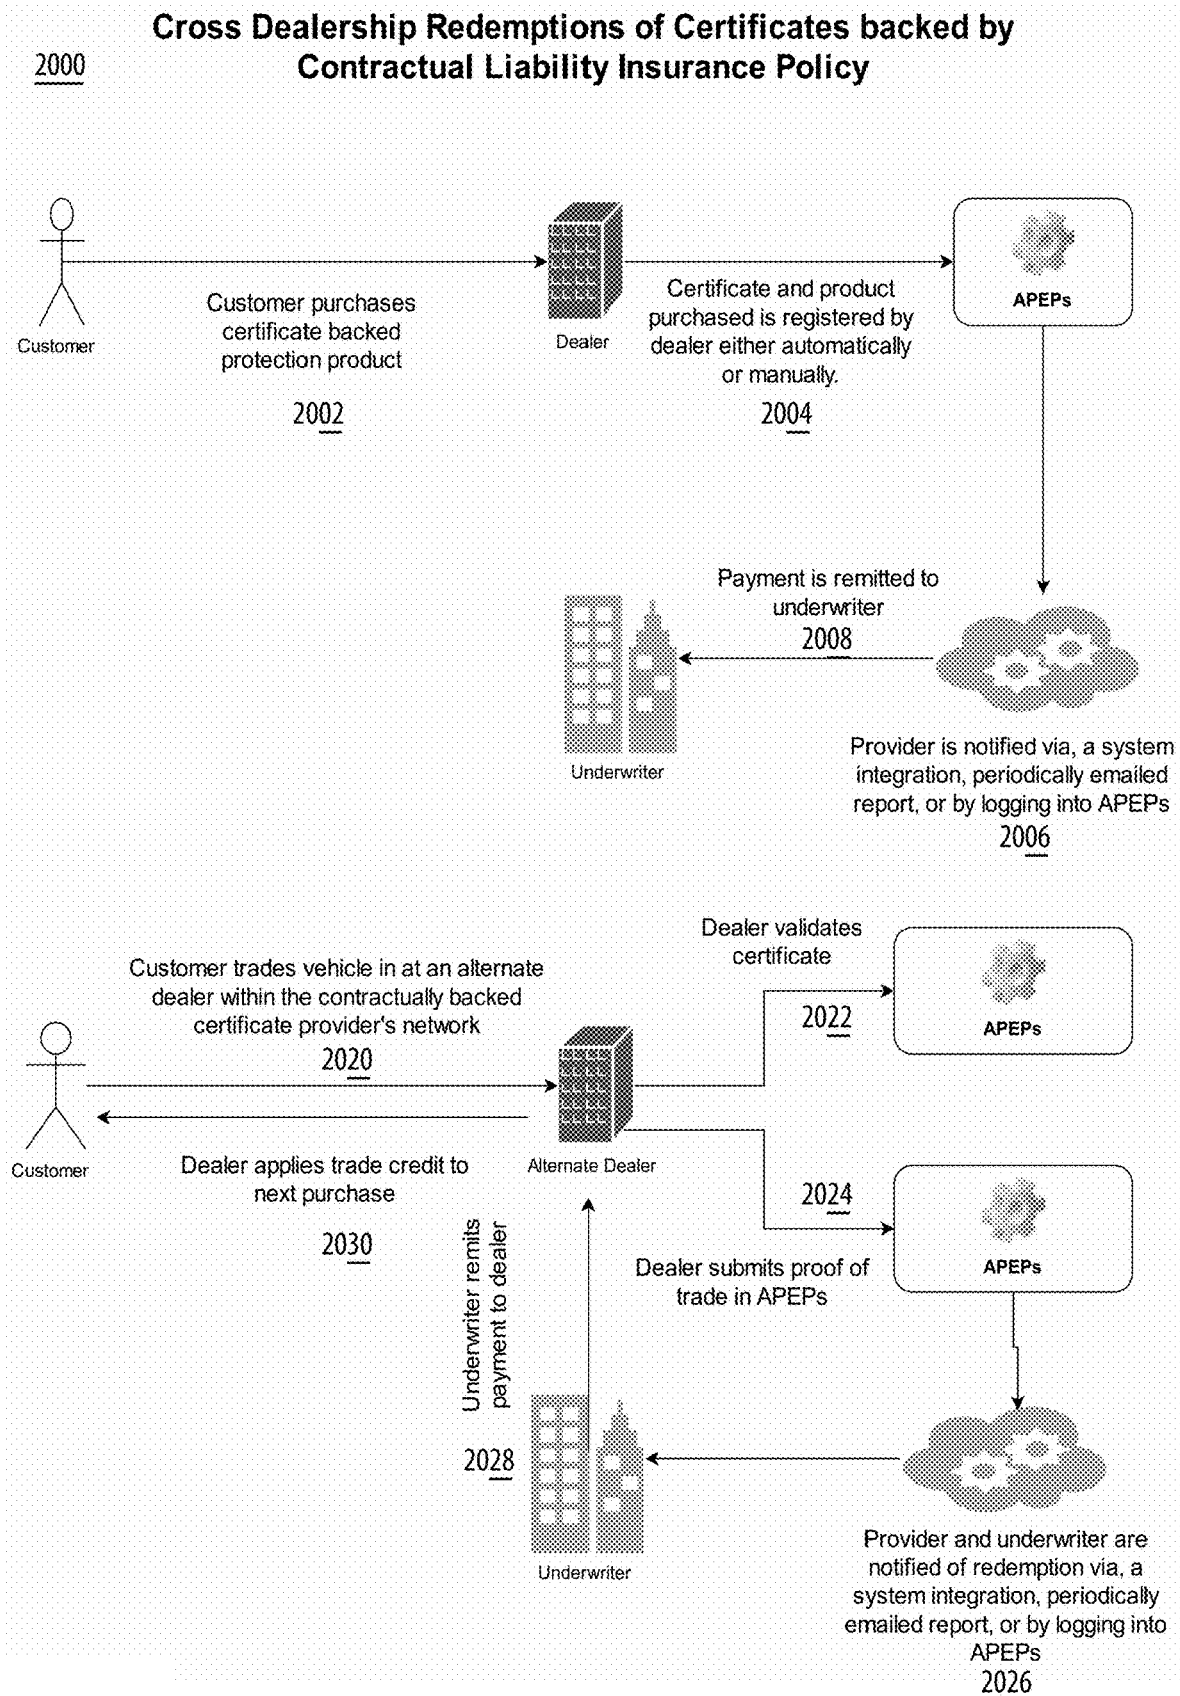 Cross Dealership Redemptions of Certificates backed by
Contractual Liability Insurance Policy
2000
Customer
Customer purchases
certificate backed
protection product
2002
Dealer
Certificate and product
purchased is registered by
dealer either automatically
or manually.
2004
APEPs
Payment is remitted to
underwriter
2008
Underwriter
Provider is notified via, a system
integration, periodically emailed
report, or by logging into APEPs
2006
Customer trades vehicle in at an alternate
dealer within the contractually backed
certificate provider's network
2020
Customer
Dealer applies trade credit to
next purchase
2030
Alternate Dealer
Dealer validates
certificate
2022
APEPs
2024
Dealer submits proof of
trade in APEPs
APEPs
Underwriter remits
payment to dealer
2028
Underwriter
Provider and underwriter are
notified of redemption via, a
system integration, periodically
emailed report, or by logging into
APEPs
2026